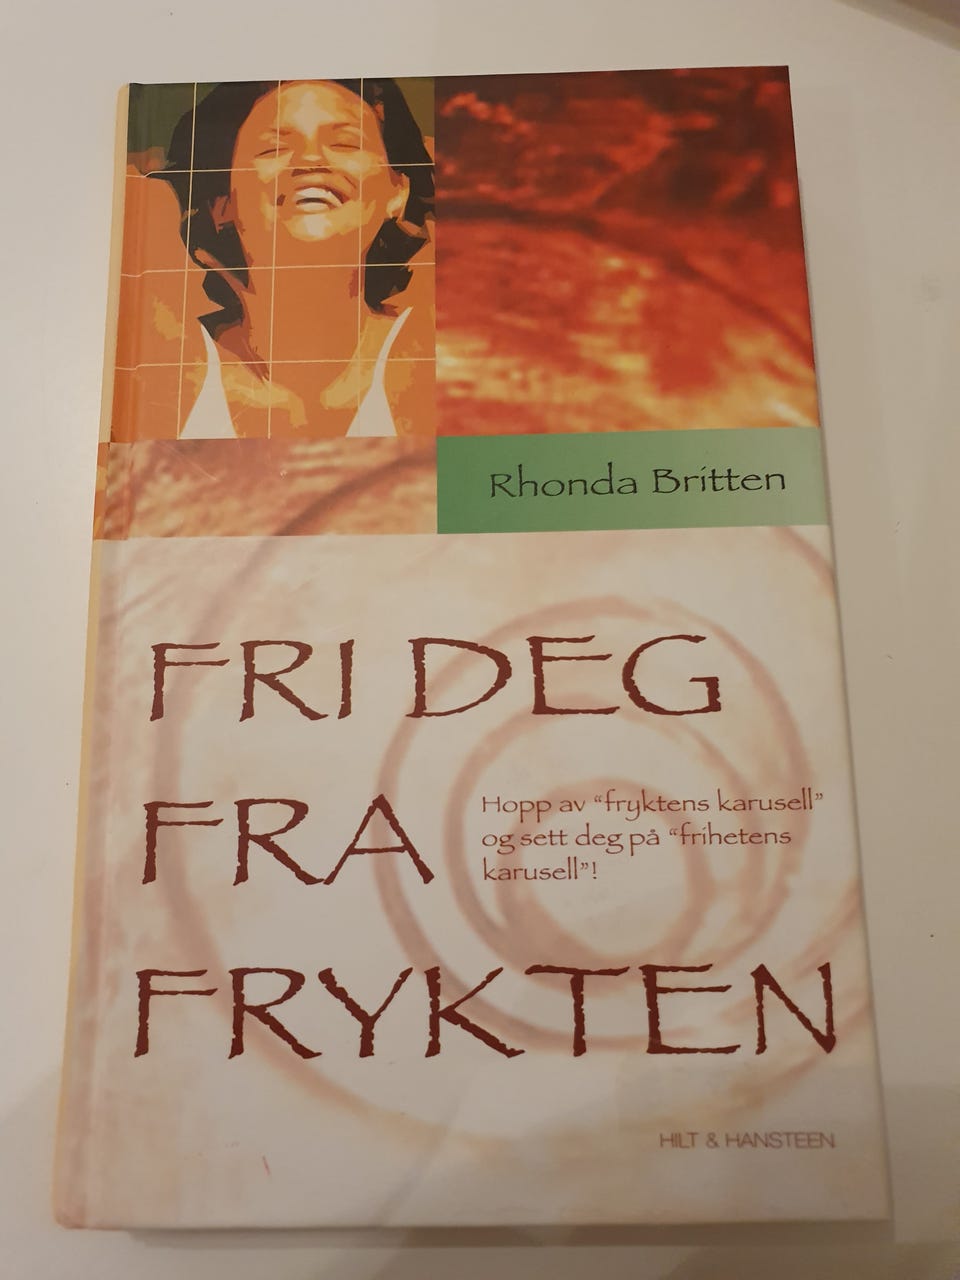 Rhonda Britten
FRI DEG
FRA
FRYKTEN
Hopp av “fryktens karusell”
og sett deg på “frihetens
karusell”!
HILT & HANSTEEN